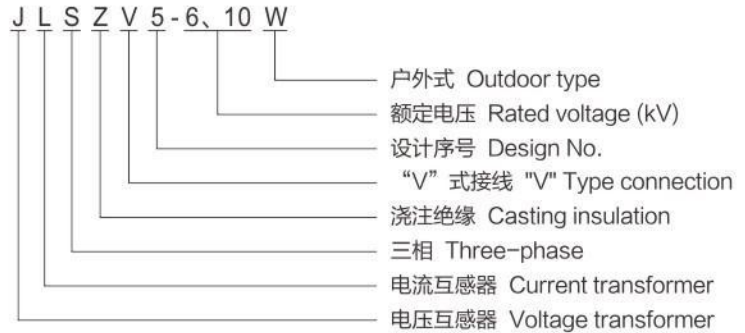 J L S Z V 5 - 6、10 W
户外式 Outdoor type
额定电压 Rated voltage (kV)
设计序号 Design No.
“V”式接线 "V" Type connection
浇注绝缘 Casting insulation
三相 Three-phase
电流互感器 Current transformer
电压互感器 Voltage transformer